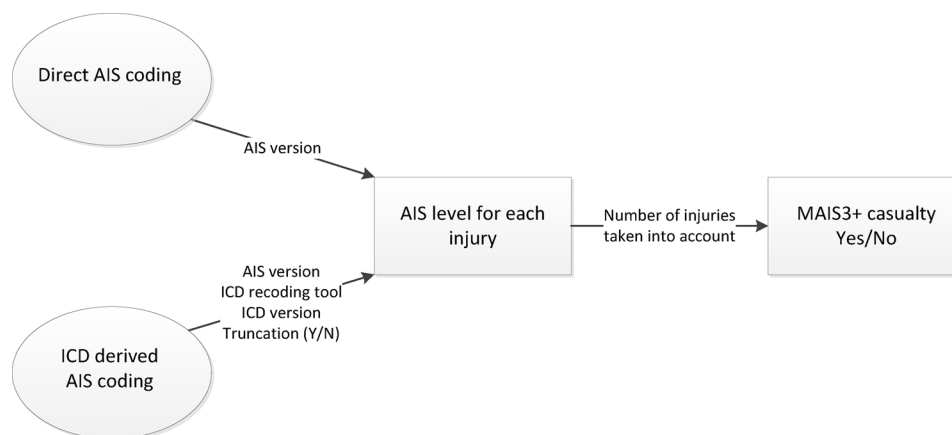 Direct AIS coding
AIS version
AIS level for each
injury
Number of injuries
taken into account
MAIS3+ casualty
Yes/No
AIS version
ICD recoding tool
ICD version
Truncation (Y/N)
ICD derived
AIS coding